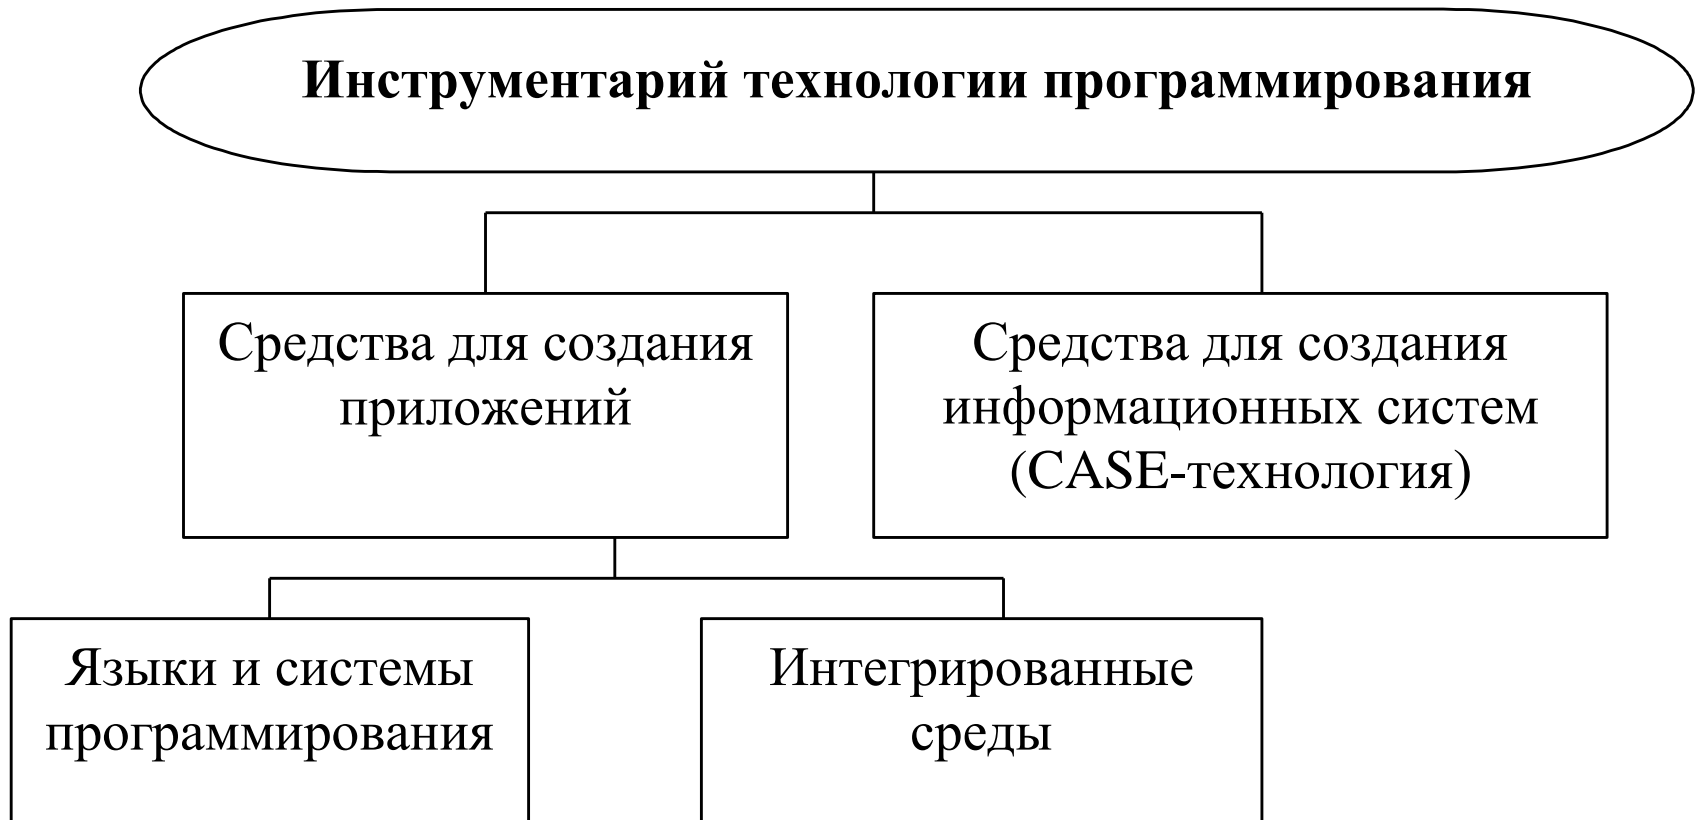 Инструментарий технологии программирования
Средства для создания
приложений
Средства для создания
информационных систем
(CASE-технология)
Языки и системы
программирования
Интегрированные
среды